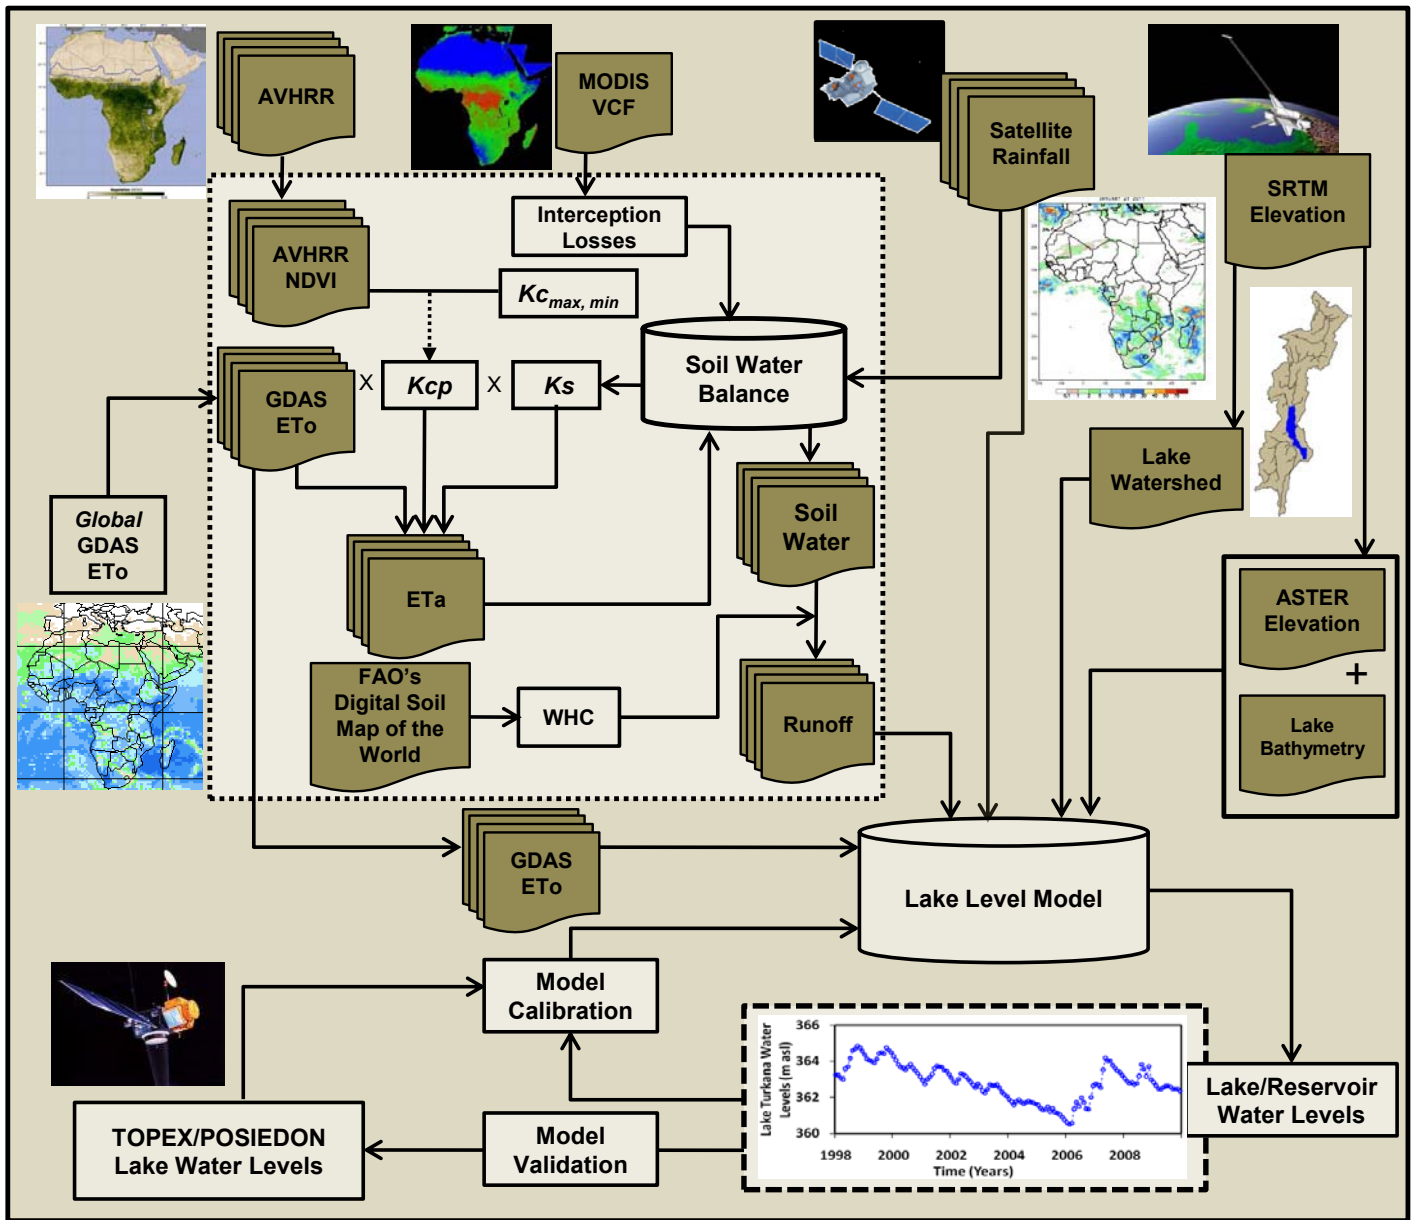 AVHRR
MODIS
VCF
Satellite
Rainfall
SRTM
Elevation
Interception
Losses
AVHRR
NDVI
Kc max, min
Soil Water
Balance
GDAS
ETo
X
Kcp
X
Ks
Lake
Watershed
Global
GDAS
ETo
Soil
Water
ETa
ASTER
Elevation
+
Lake
Bathymetry
FAO's
Digital Soil
Map of the
World
WHC
Runoff
GDAS
ETo
Lake Level Model
Model
Calibration
TOPEX/POSIEDON
Lake Water Levels
Model
Validation
Lake Turkana Water
Levels (m asl)
366
364
362
360
1998
2000
2002
2004
2006
2008
Time (Years)
Lake/Reservoir
Water Levels